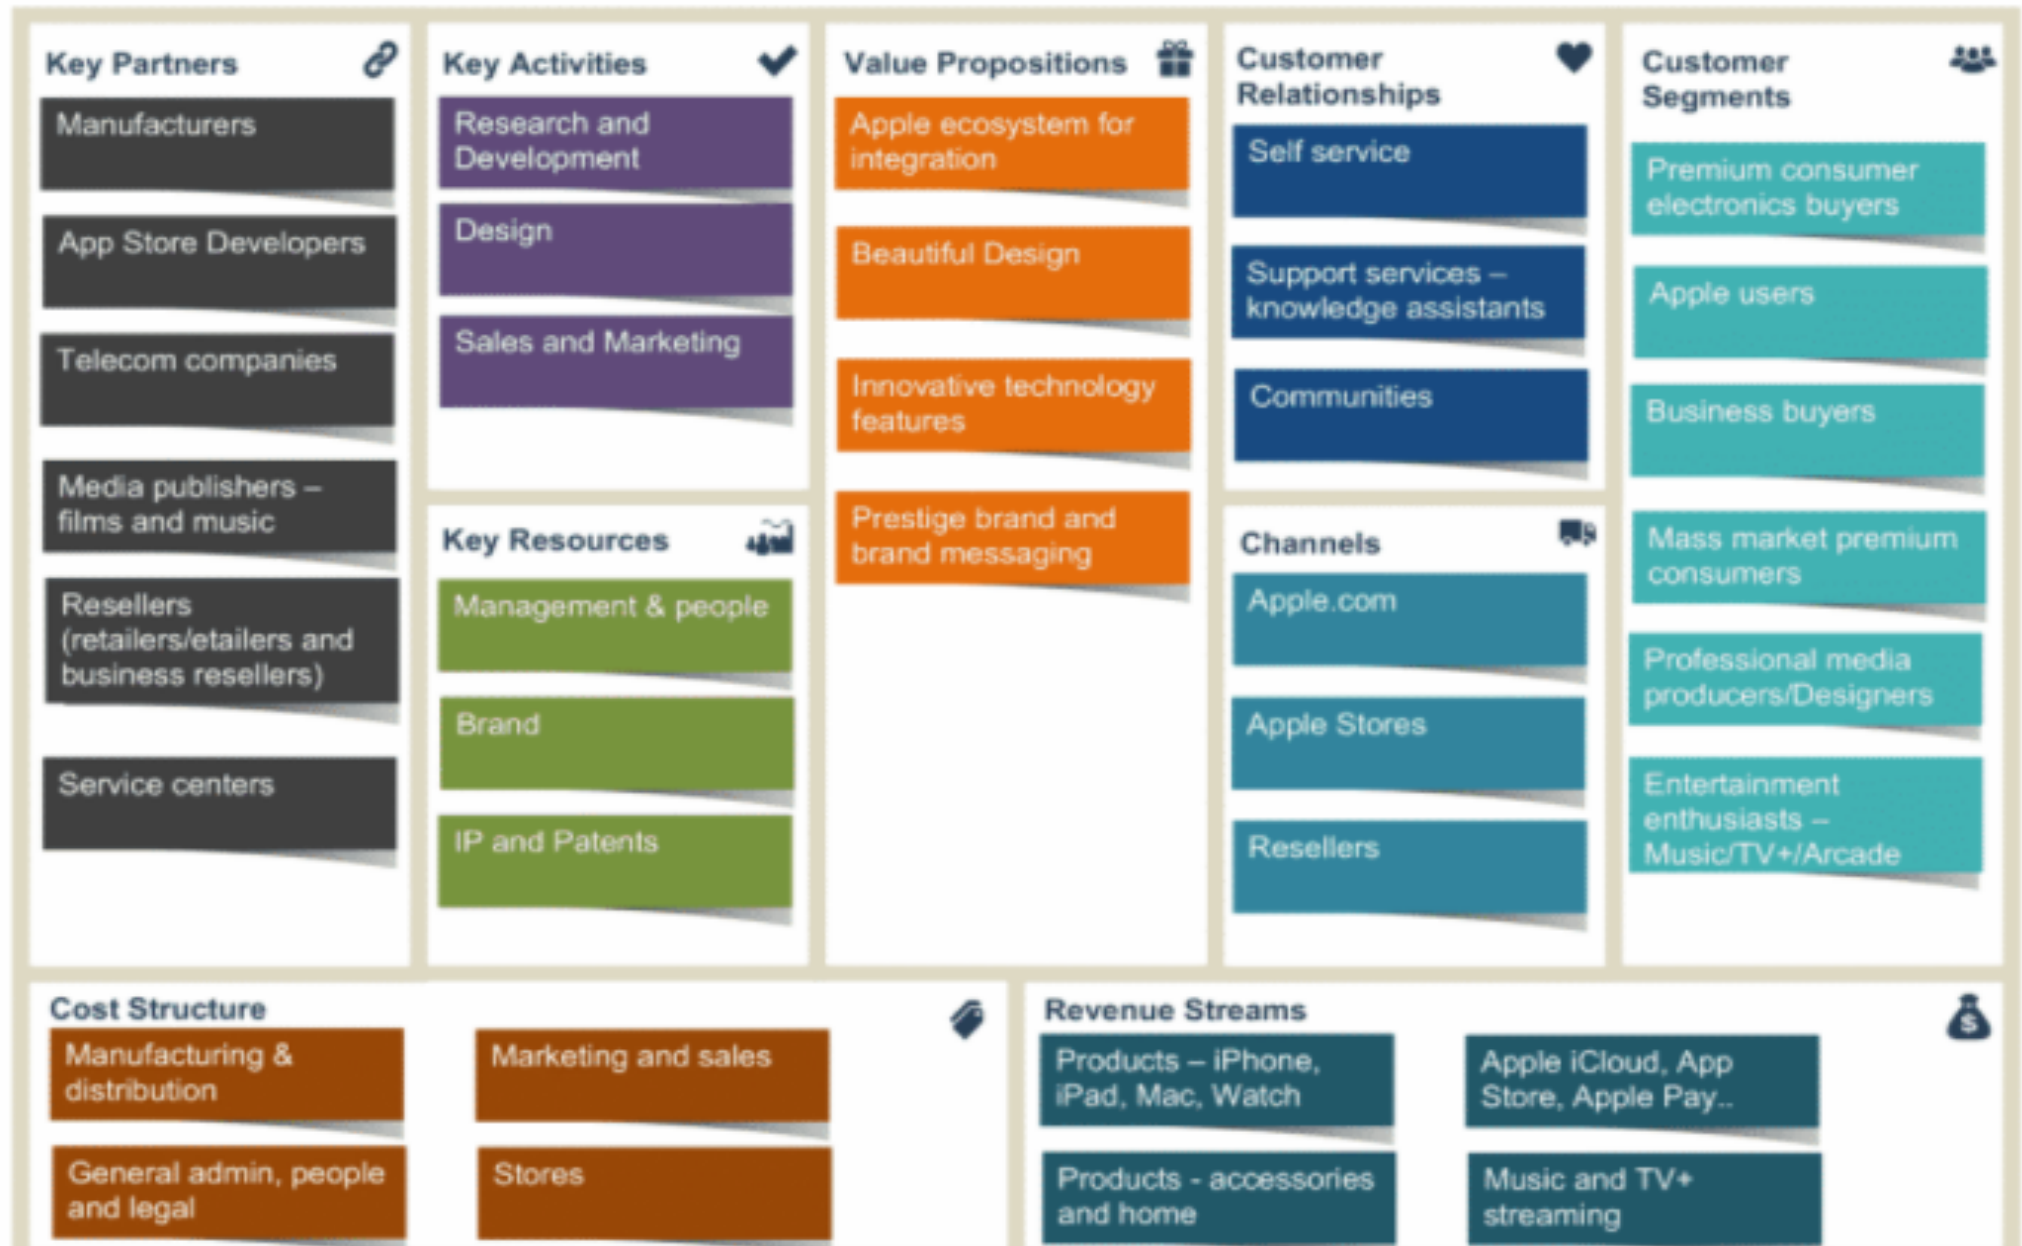 Key Partners
Manufacturers
App Store Developers
Telecom companies
Media publishers –
films and music
Resellers
(retailers/etailers and
business resellers)
Service centers
Key Activities
Research and
Development
Design
Sales and Marketing
Key Resources
Management & people
Brand
IP and Patents
Value Propositions
Apple ecosystem for
integration
Beautiful Design
Innovative technology
features
Prestige brand and
brand messaging
Customer
Relationships
Self service
Support services –
knowledge assistants
Communities
Channels
Apple.com
Apple Stores
Resellers
Customer
Segments
Premium consumer
electronics buyers
Apple users
Business buyers
Mass market premium
consumers
Professional media
producers/Designers
Entertainment
enthusiasts –
Music/TV+/Arcade
Cost Structure
Manufacturing &
distribution
Marketing and sales
General admin, people
and legal
Stores
Revenue Streams
Products – iPhone,
iPad, Mac, Watch
Apple iCloud, App
Store, Apple Pay..
Products - accessories
and home
Music and TV+
streaming